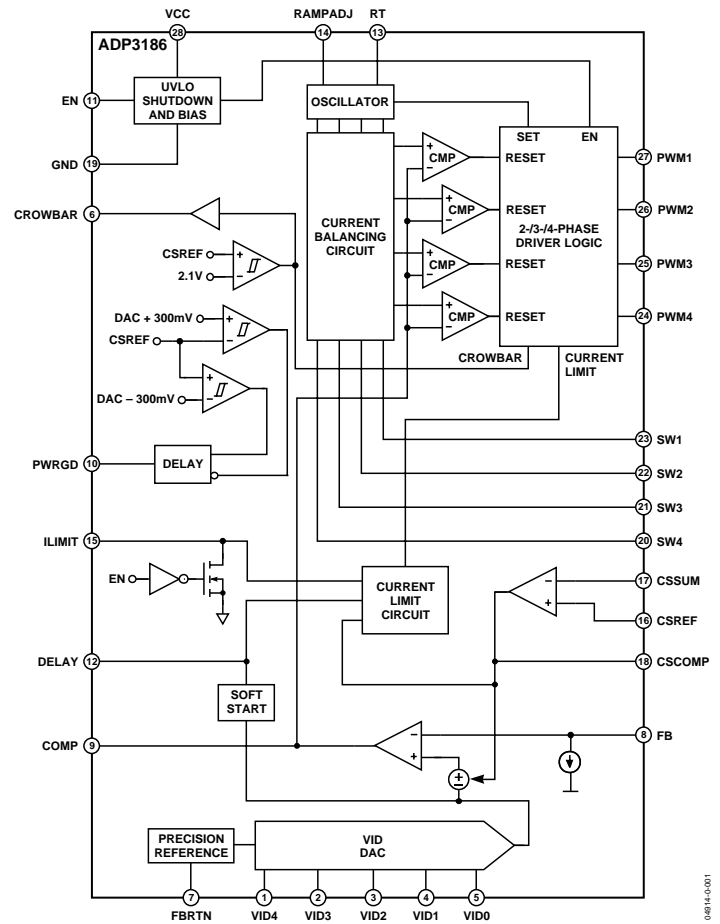 VCC
RAMPADJ RT
28
14 13
ADP3186
EN 11
UVLO
SHUTDOWN
AND BIAS
OSCILLATOR
SET EN
GND 19
CROWBAR 6
CURRENT
BALANCING
CIRCUIT
+
–
CMP
RESET
27 PWM1
+
–
CMP
RESET
26 PWM2
2-/3-/4-PHASE
DRIVER LOGIC
+
–
CMP
RESET
25 PWM3
+
–
CMP
RESET
24 PWM4
CSREF
+
2.1V
–
DAC + 300mV
+
CSREF
–
+
DAC – 300mV
–
CROWBAR
CURRENT
LIMIT
PWRGD 10
DELAY
23 SW1
22 SW2
21 SW3
20 SW4
ILIMIT 15
EN
CURRENT
LIMIT
CIRCUIT
–
17 CSSUM
+
16 CSREF
DELAY 12
18 CSCOMP
SOFT
START
COMP 9
–
8 FB
+
+
–
PRECISION
REFERENCE
VID
DAC
7 1 2 3 4 5
FBRTN VID4 VID3 VID2 VID1 VID0
04914-0-001